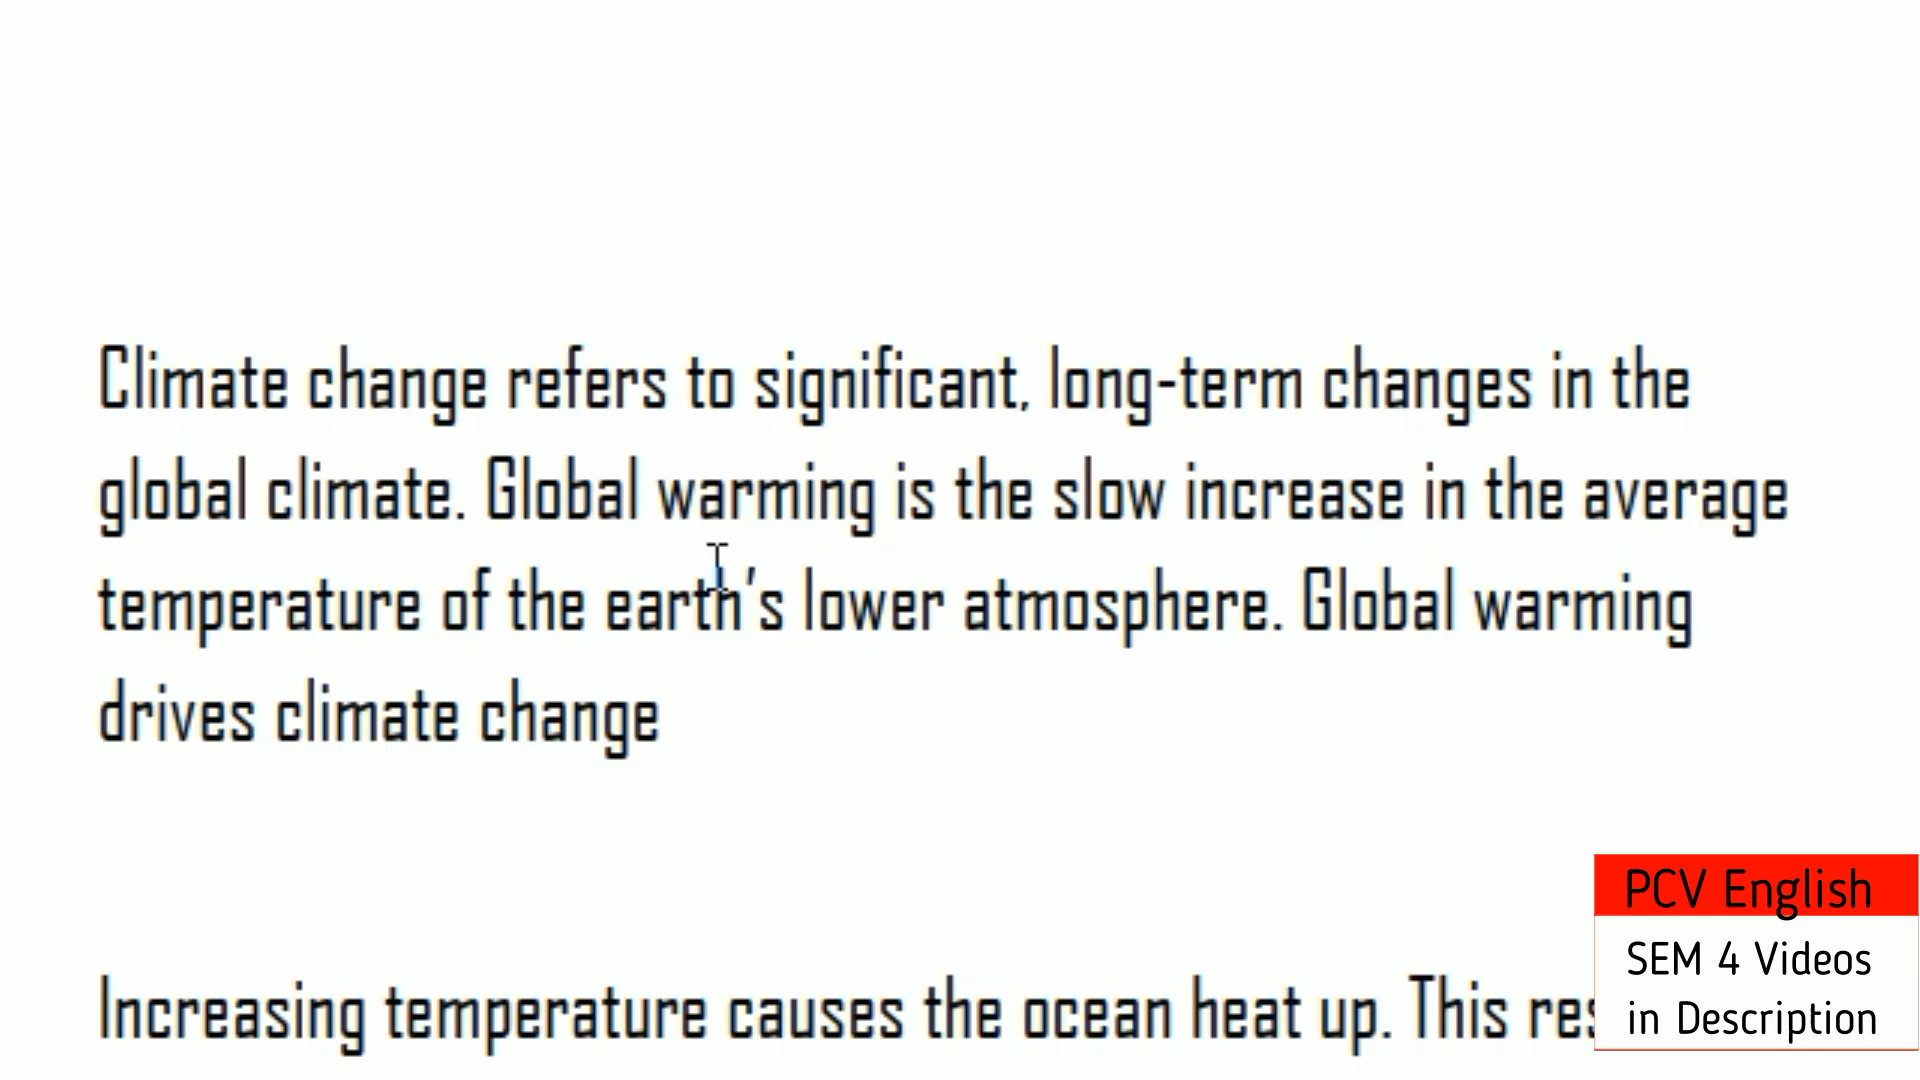 Climate change refers to significant, long-term changes in the
global climate. Global warming is the slow increase in the average
temperature of the earth's lower atmosphere. Global warming
drives climate change
Increasing temperature causes the ocean heat up. This
PCV English
SEM 4 Videos
in Description